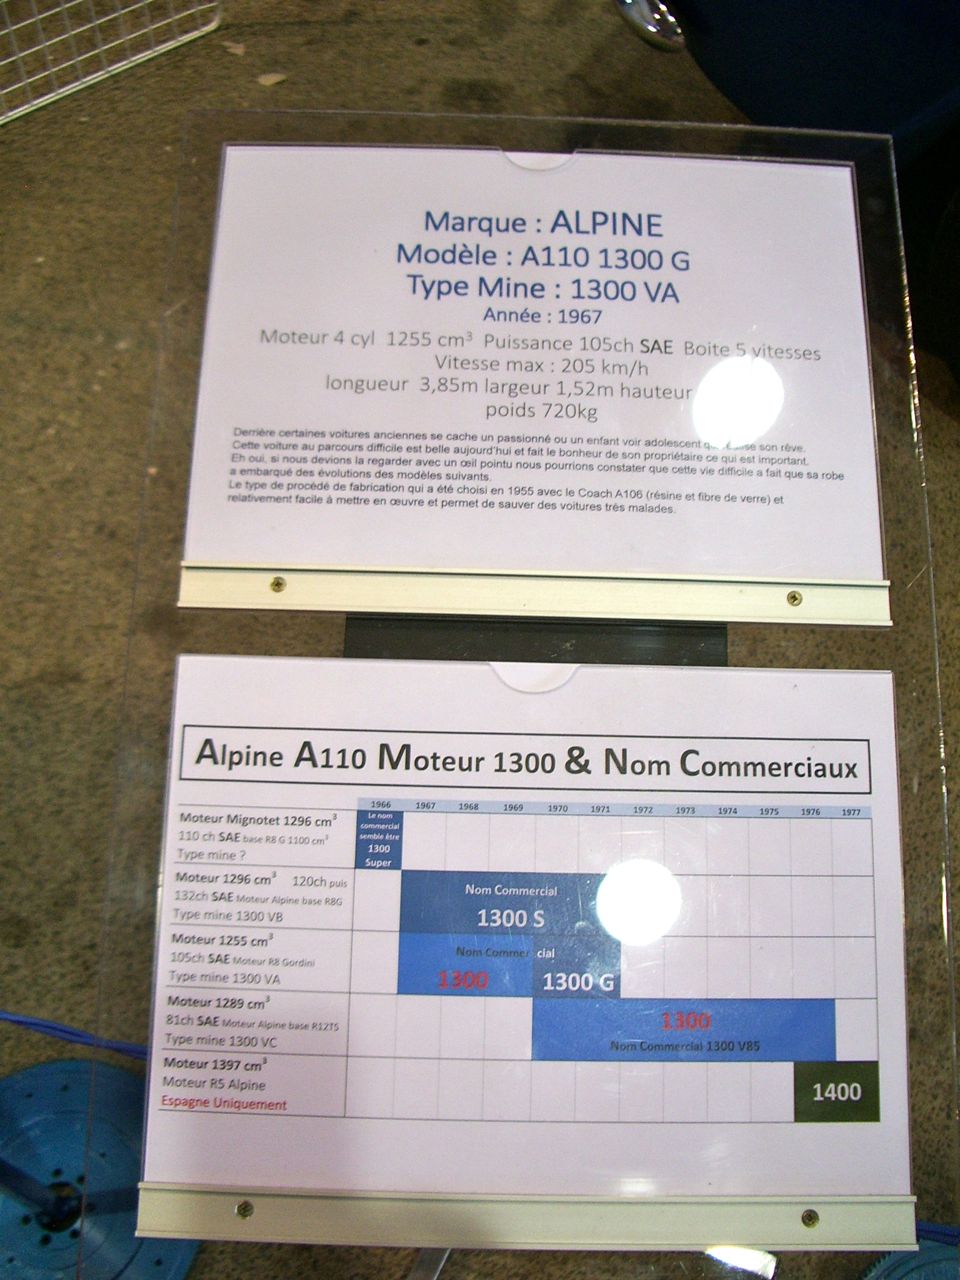 Marque : ALPINE
Modèle : A110 1300 G
Type Mine : 1300 VA
Année : 1967
Moteur 4 cyl 1255 cm³ Puissance 105ch SAE Boite 5 vitesses
Vitesse max : 205 km/h
longueur 3,85m largeur 1,52m hauteur
poids 720kg
Derrière certaines voitures anciennes se cache un passionné ou un enfant voir adolescent son rêve.
Cette voiture au parcours difficile est belle aujourd'hui et fait le bonheur de son propriétaire ce qui est important.
Eh oui, si nous devions la regarder avec un œil pointu nous pourrions constater que cette vie difficile a fait que sa robe
a embarqué des évolutions des modèles suivants.
Le type de procédé de fabrication qui a été choisi en 1955 avec le Coach A106 (résine et fibre de verre) et
relativement facile à mettre en œuvre et permet de sauver des voitures très malades.
Alpine A110 Moteur 1300 & Nom Commerciaux
1966 1967 1968 1969 1970 1971 1972 1973 1974 1975 1976 1977
Moteur Mignotet 1296 cm³
110 ch SAE base R8 G 1100 cm³
Type mine ?
Le nom
commercial
semble être
1300
Super
Moteur 1296 cm³ 120ch puis
132ch SAE Moteur Alpine base R8G
Type mine 1300 VB
Nom Commercial
1300 S
Moteur 1255 cm³
105ch SAE Moteur R8 Gordini
Type mine 1300 VA
Nom Commercial
1300 1300 G
Moteur 1289 cm³
81ch SAE Moteur Alpine base R12TS
Type mine 1300 VC
1300
Nom Commercial 1300 V85
Moteur 1397 cm³
Moteur R5 Alpine
Espagne Uniquement
1400